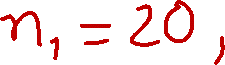 n₁ = 20,